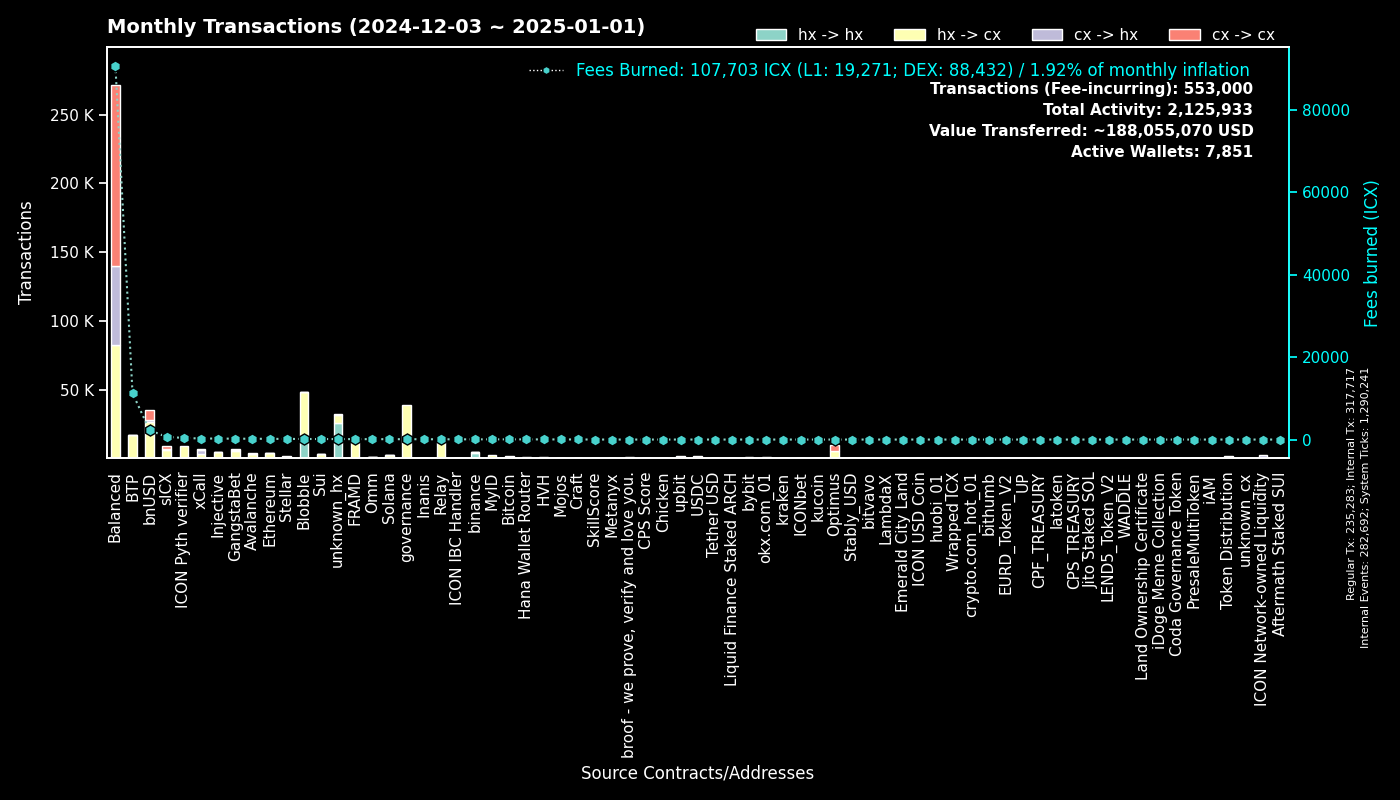 Monthly Transactions (2024-12-03 ~ 2025-01-01)
hx -> hx
hx -> cx
cx -> hx
cx -> cx
Fees Burned: 107,703 ICX (L1: 19,271; DEX: 88,432) / 1.92% of monthly inflation
Transactions (Fee-incurring): 553,000
Total Activity: 2,125,933
Value Transferred: ~188,055,070 USD
Active Wallets: 7,851
Transactions
250 K
200 K
150 K
100 K
50 K
80000
60000
40000
20000
0
Fees burned (ICX)
Regular Tx: 235,283; Internal Tx: 317,717
Internal Events: 282,692; System Ticks: 1,290,241
Balanced
BTP
bnUSD
sICX
ICON Pyth verifier
xCall
Injective
GangstaBet
Avalanche
Ethereum
Stellar
Blobble
Sui
unknown_hx
FRAMD
Omm
Solana
governance
Inanis
Relay
ICON IBC Handler
binance
MyID
Bitcoin
Hana Wallet Router
HVH
Mojos
Craft
SkillScore
Metanyx
broof - we prove, verify and love you.
CPS Score
Chicken
upbit
USDC
Tether USD
Liquid Finance Staked ARCH
bybit
okx.com_01
kraken
ICONbet
kucoin
Optimus
Stably_USD
bitvavo
LambdaX
Emerald City Land
ICON USD Coin
huobi_01
WrappedTCX
crypto.com_hot_01
bithumb
EURD_Token_V2
UP
CPF_TREASURY
latoken
CPS_TREASURY
Jito Staked SOL
LENDS_Token_V2
WADDLE
Land Ownership Certificate
iDoge Meme Collection
Coda Governance Token
PresaleMultiToken
iAM
Token Distribution
unknown_cx
ICON Network-owned Liquidity
Aftermath Staked SUI
Source Contracts/Addresses